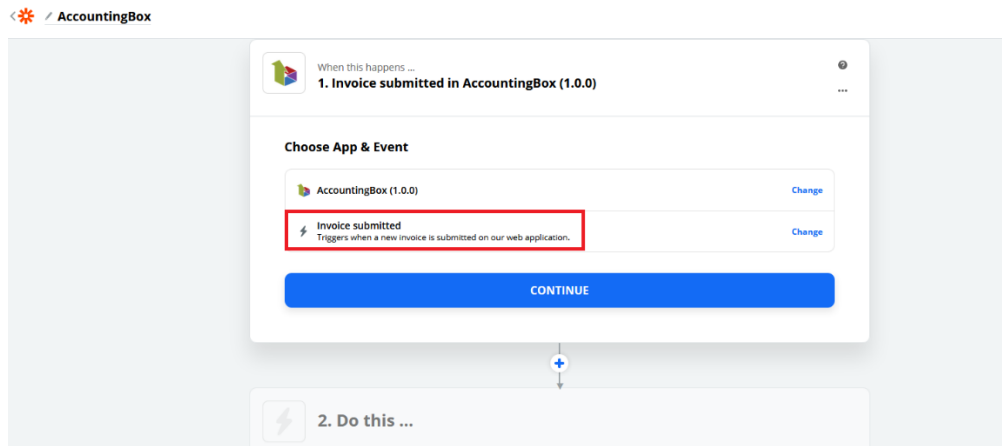 AccountingBox
When this happens ...
1. Invoice submitted in AccountingBox (1.0.0)
Choose App & Event
AccountingBox (1.0.0)
Change
Invoice submitted
Triggers when a new invoice is submitted on our web application.
Change
CONTINUE
2. Do this ...